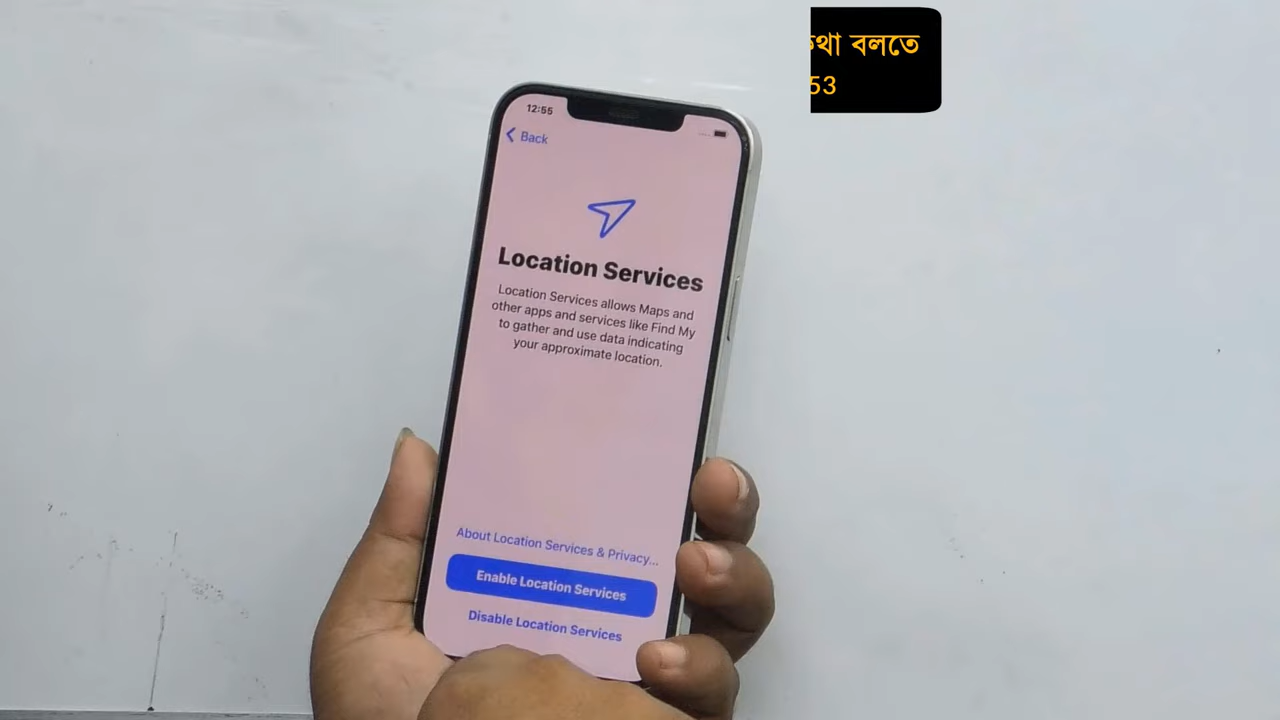 বলতে
53
12:55
Back
Location Services
Location Services allows Maps and
other apps and services like Find My
to gather and use data indicating
your approximate location.
About Location Services & Privacy...
Enable Location Services
Disable Location Services